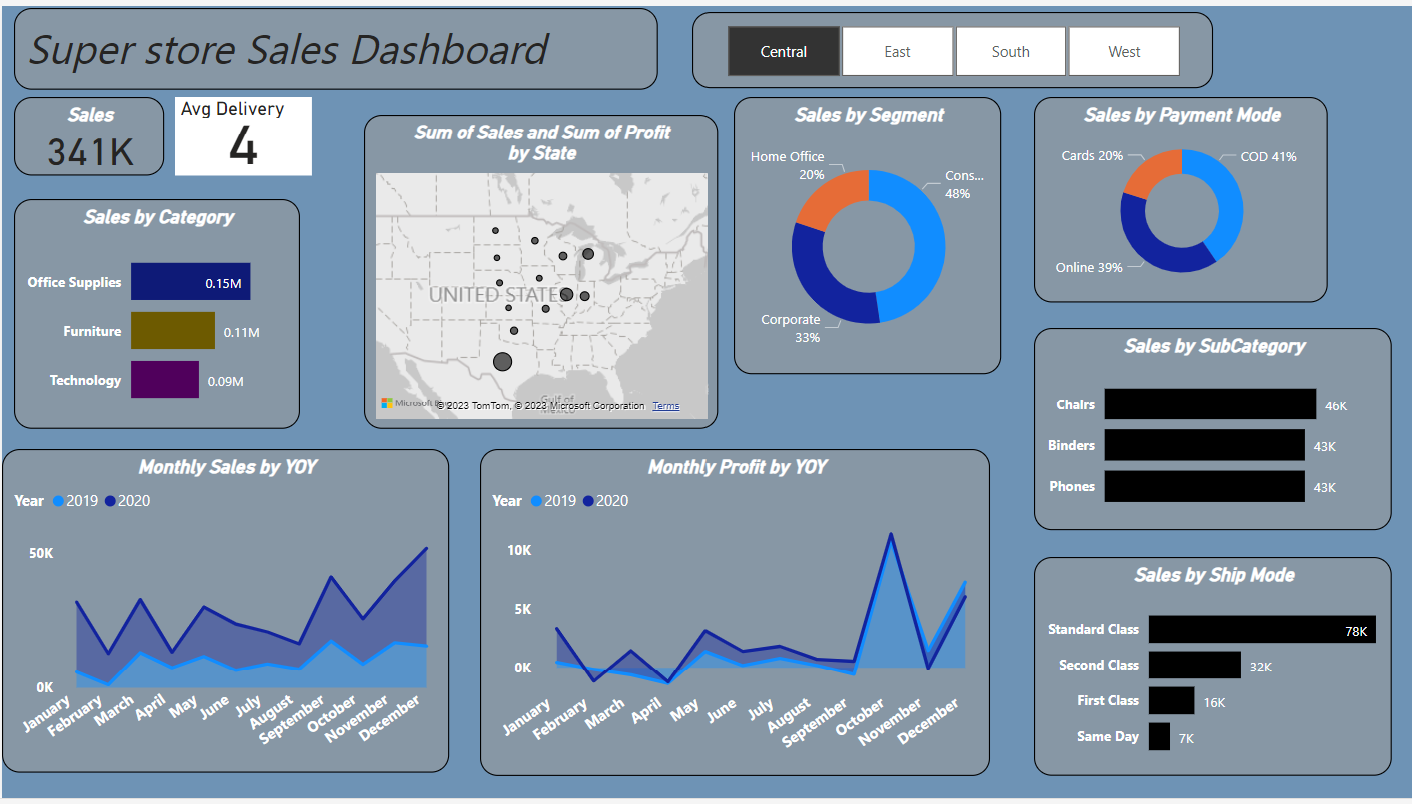 Super store Sales Dashboard
Central
East
South
West
Sales
341K
Avg Delivery
4
Sales by Category
Office Supplies
0.15M
Furniture
0.11M
Technology
0.09M
Sum of Sales and Sum of Profit
by State
UNITED STATES
Gulf of
Mexico
© 2023 TomTom, © 2023 Microsoft Corporation Terms
Sales by Segment
Home Office
20%
Cons...
48%
Corporate
33%
Sales by Payment Mode
Cards 20%
COD 41%
Online 39%
Sales by SubCategory
Chairs
46K
Binders
43K
Phones
43K
Monthly Sales by YOY
Year 2019 2020
50K
0K
January
February
March
April
May
June
July
August
September
October
November
December
Monthly Profit by YOY
Year 2019 2020
10K
5K
0K
January
February
March
April
May
June
July
August
September
October
November
December
Sales by Ship Mode
Standard Class
78K
Second Class
32K
First Class
16K
Same Day
7K